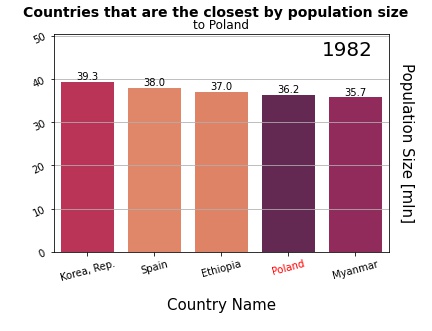 Countries that are the closest by population size
to Poland
1982
50
40
30
20
10
0
39.3
38.0
37.0
36.2
35.7
Korea, Rep.
Spain
Ethiopia
Poland
Myanmar
Country Name
Population Size [mln]